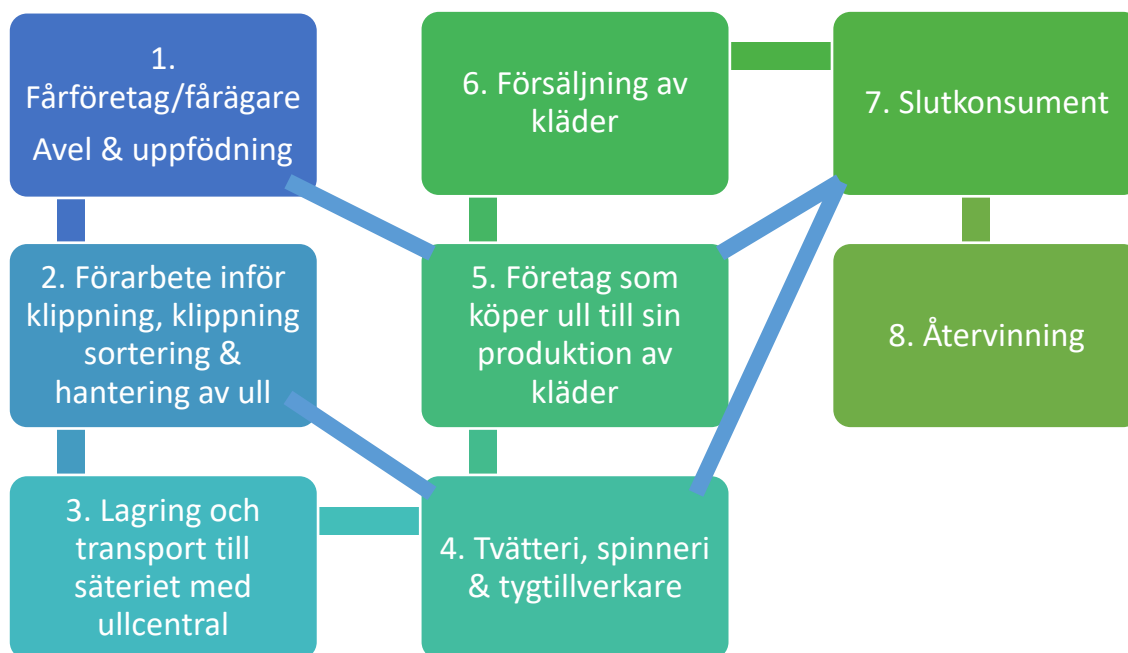 1.
Fårföretag/fårägare
Avel & uppfödning
2. Förarbete inför
klippning, klippning
sortering &
hantering av ull
3. Lagring och
transport till
säteriet med
ullcentral
4. Tvätteri, spinneri
& tygtillverkare
5. Företag som
köper ull till sin
produktion av
kläder
6. Försäljning av
kläder
7. Slutkonsument
8. Återvinning